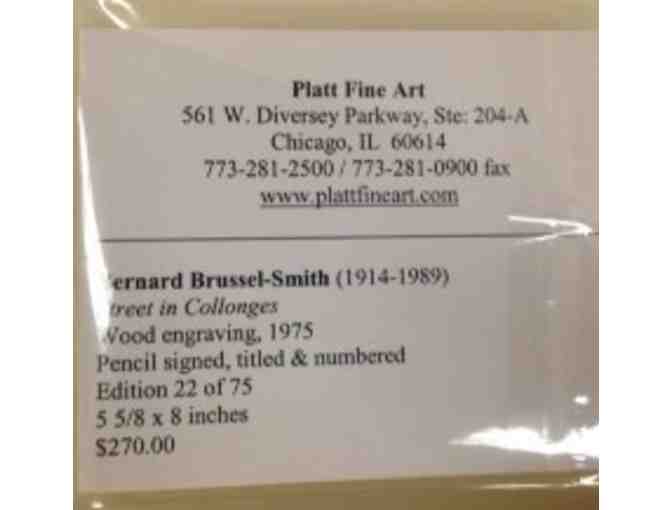 Platt Fine Art
561 W. Diversey Parkway, Ste: 204-A
Chicago, IL 60614
773-281-2500 / 773-281-0900 fax
www.plattfineart.com
ernard Brussel-Smith (1914-1989)
treet in Collonges
Wood engraving, 1975
Pencil signed, titled & numbered
Edition 22 of 75
5 5/8 x 8 inches
$270.00